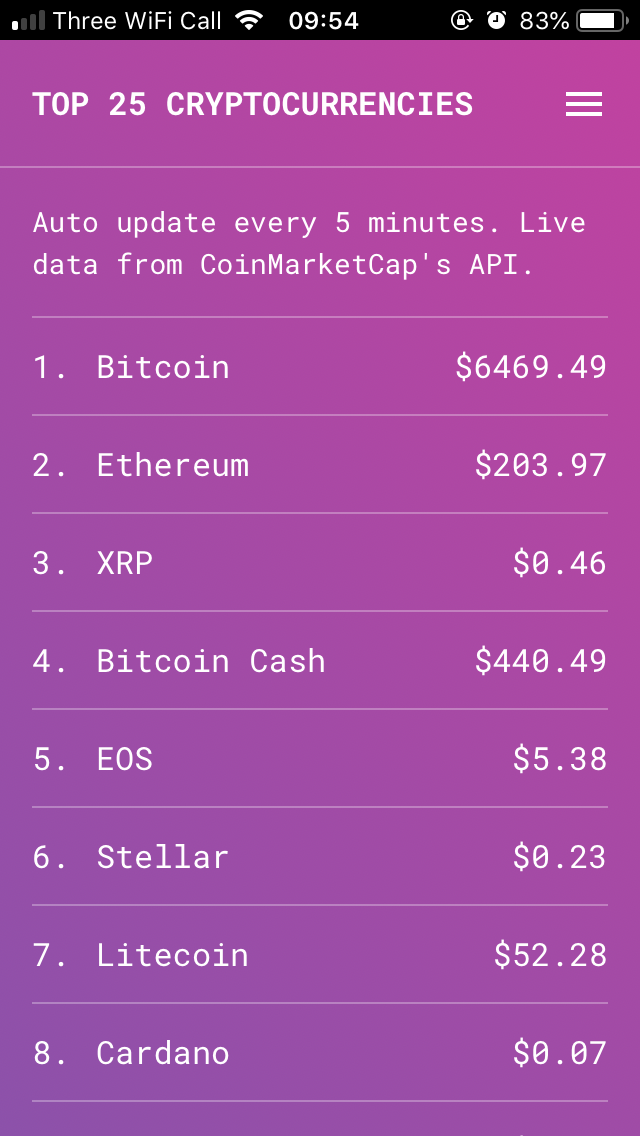 Three WiFi Call 09:54 83%
TOP 25 CRYPTOCURRENCIES
Auto update every 5 minutes. Live
data from CoinMarketCap's API.
1. Bitcoin $6469.49
2. Ethereum $203.97
3. XRP $0.46
4. Bitcoin Cash $440.49
5. EOS $5.38
6. Stellar $0.23
7. Litecoin $52.28
8. Cardano $0.07